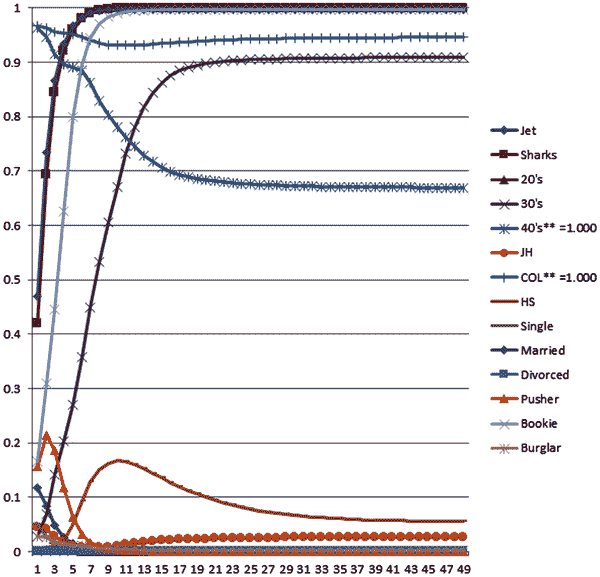 1
0.9
0.8
0.7
0.6
0.5
0.4
0.3
0.2
0.1
0
1 3 5 7 9 11 13 15 17 19 21 23 25 27 29 31 33 35 37 39 41 43 45 47 49
Jet
Sharks
20's
30's
40's** =1.000
JH
COL** =1.000
HS
Single
Married
Divorced
Pusher
Bookie
Burglar